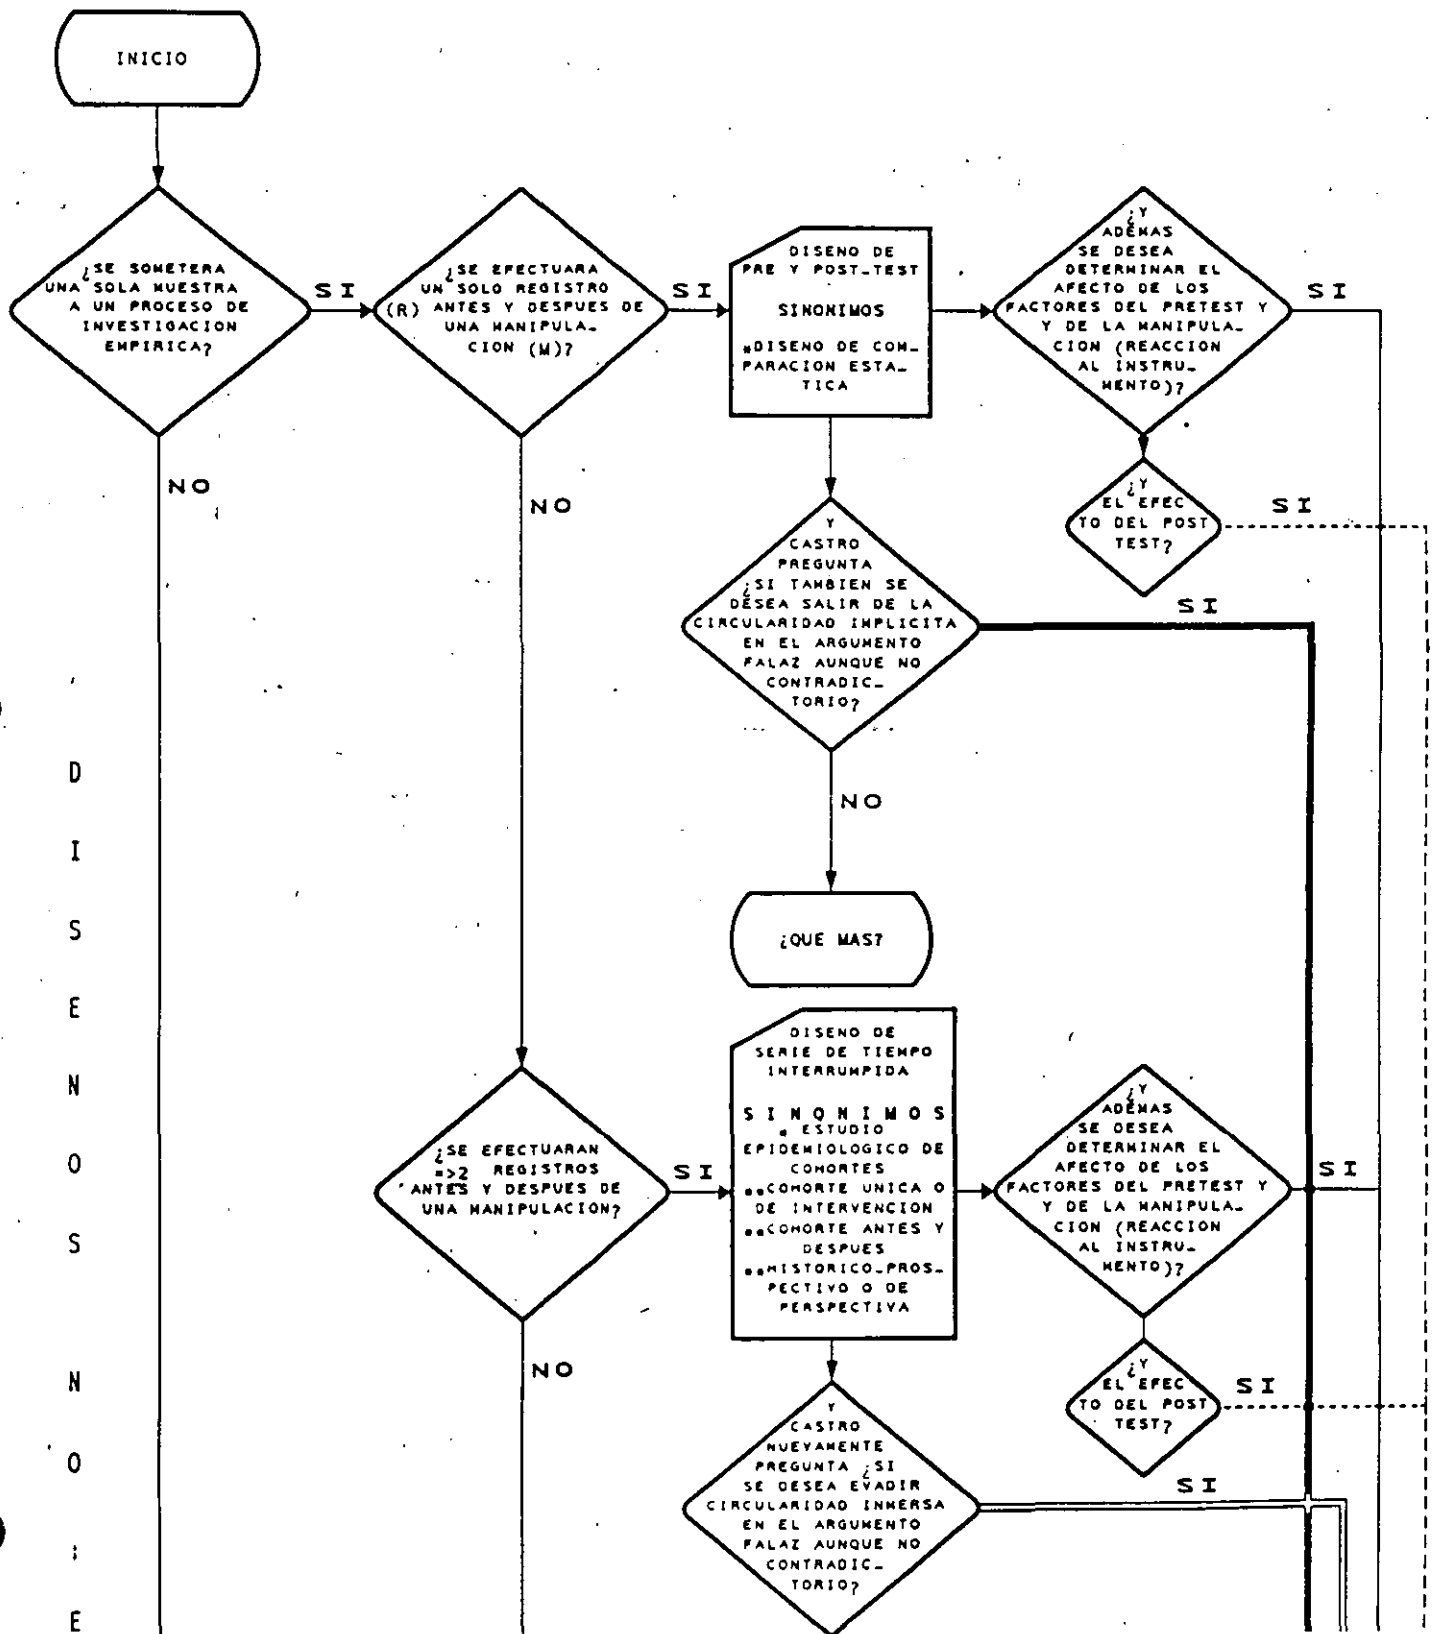 INICIO
¿SE SOMETERA
UNA SOLA MUESTRA
A UN PROCESO DE
INVESTIGACION
EMPIRICA?
SI
NO
¿SE EFECTUARA
UN SOLO REGISTRO
(R) ANTES Y DESPUES DE
UNA MANIPULA_
CION (M)?
SI
NO
DISENO DE
PRE Y POST_TEST
SINONIMOS
*DISENO DE COM_
PARACION ESTA_
TICA
¿Y
ADEMAS
SE DESEA
DETERMINAR EL
AFECTO DE LOS
FACTORES DEL PRETEST Y
Y DE LA MANIPULA_
CION (REACCION
AL INSTRU_
MENTO)?
SI
¿Y
EL EFEC
TO DEL POST
TEST?
SI
Y
CASTRO
PREGUNTA
¿SI TAMBIEN SE
DESEA SALIR DE LA
CIRCULARIDAD IMPLICITA
EN EL ARGUMENTO
FALAZ AUNQUE NO
CONTRADIC_
TORIO?
SI
NO
¿QUE MAS?
¿SE EFECTUARAN
=>2 REGISTROS
ANTES Y DESPUES DE
UNA MANIPULACION?
SI
NO
DISENO DE
SERIE DE TIEMPO
INTERRUMPIDA
SINONIMOS
* ESTUDIO
EPIDEMIOLOGICO DE
COHORTES
**COHORTE UNICA O
DE INTERVENCION
**COHORTE ANTES Y
DESPUES
**HISTORICO_PROS_
PECTIVO O DE
PERSPECTIVA
¿Y
ADEMAS
SE DESEA
DETERMINAR EL
AFECTO DE LOS
FACTORES DEL PRETEST Y
Y DE LA MANIPULA_
CION (REACCION
AL INSTRU_
MENTO)?
SI
¿Y
EL EFEC
TO DEL POST
TEST?
SI
Y
CASTRO
NUEVAMENTE
PREGUNTA ¿SI
SE DESEA EVADIR
CIRCULARIDAD INMERSA
EN EL ARGUMENTO
FALAZ AUNQUE NO
CONTRADIC_
TORIO?
SI
D I S E N O S N O : E